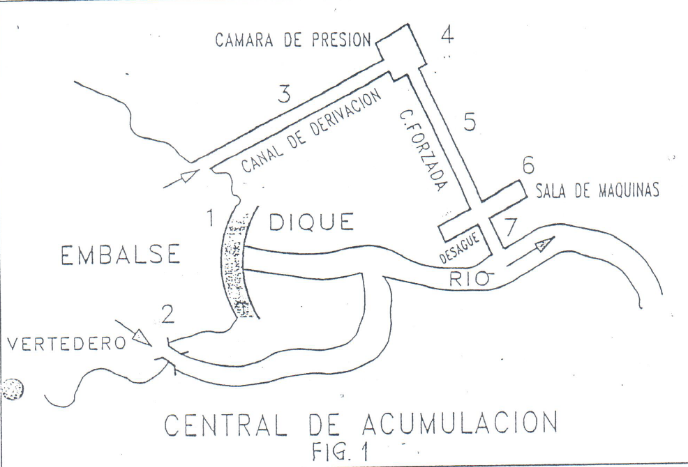 CAMARA DE PRESION
4
3
CANAL DE DERIVACION
C.FORZADA
5
6
SALA DE MAQUINAS
1
DIQUE
7
DESAGUE
EMBALSE
RIO
2
VERTEDERO
CENTRAL DE ACUMULACION
FIG. 1